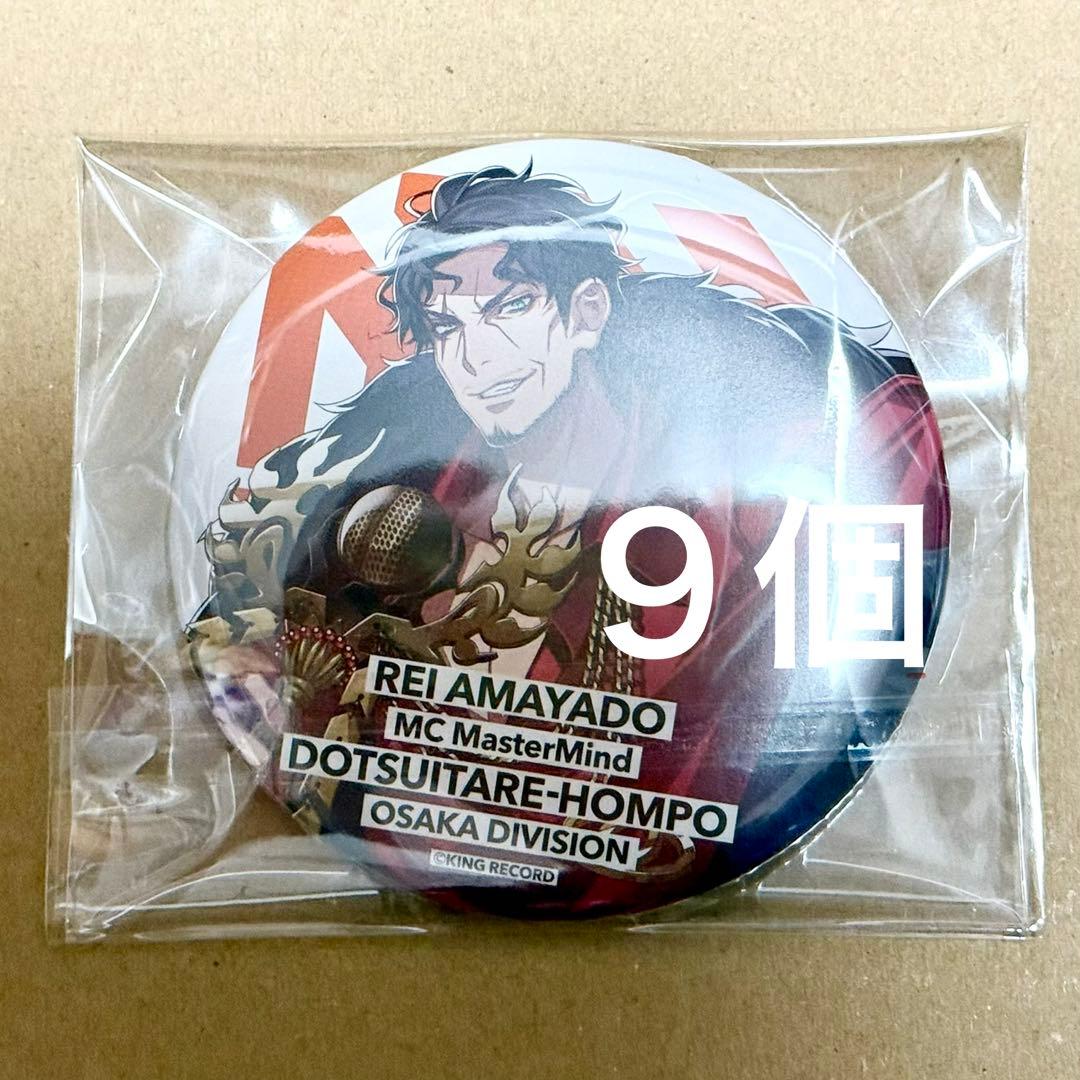 9個
REI AMAYADO
MC MasterMind
DOTSUITARE-HOMPO
OSAKA DIVISION
©KING RECORD